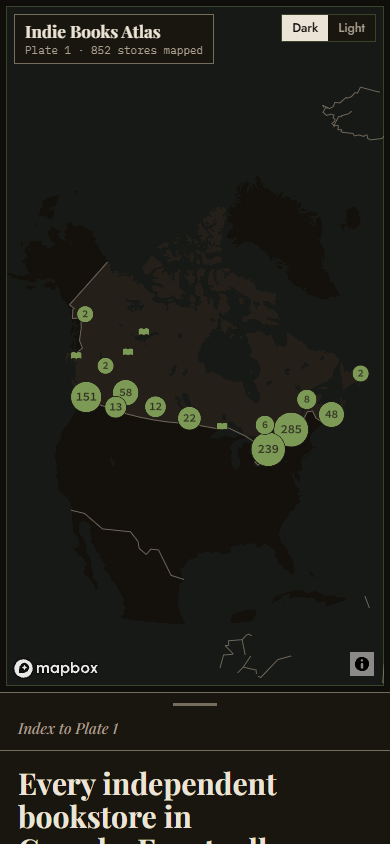 Indie Books Atlas
Plate 1 · 852 stores mapped
Dark
Light
2
2
151
58
13
12
22
2
8
48
6
285
239
mapbox
Index to Plate 1
Every independent
bookstore in